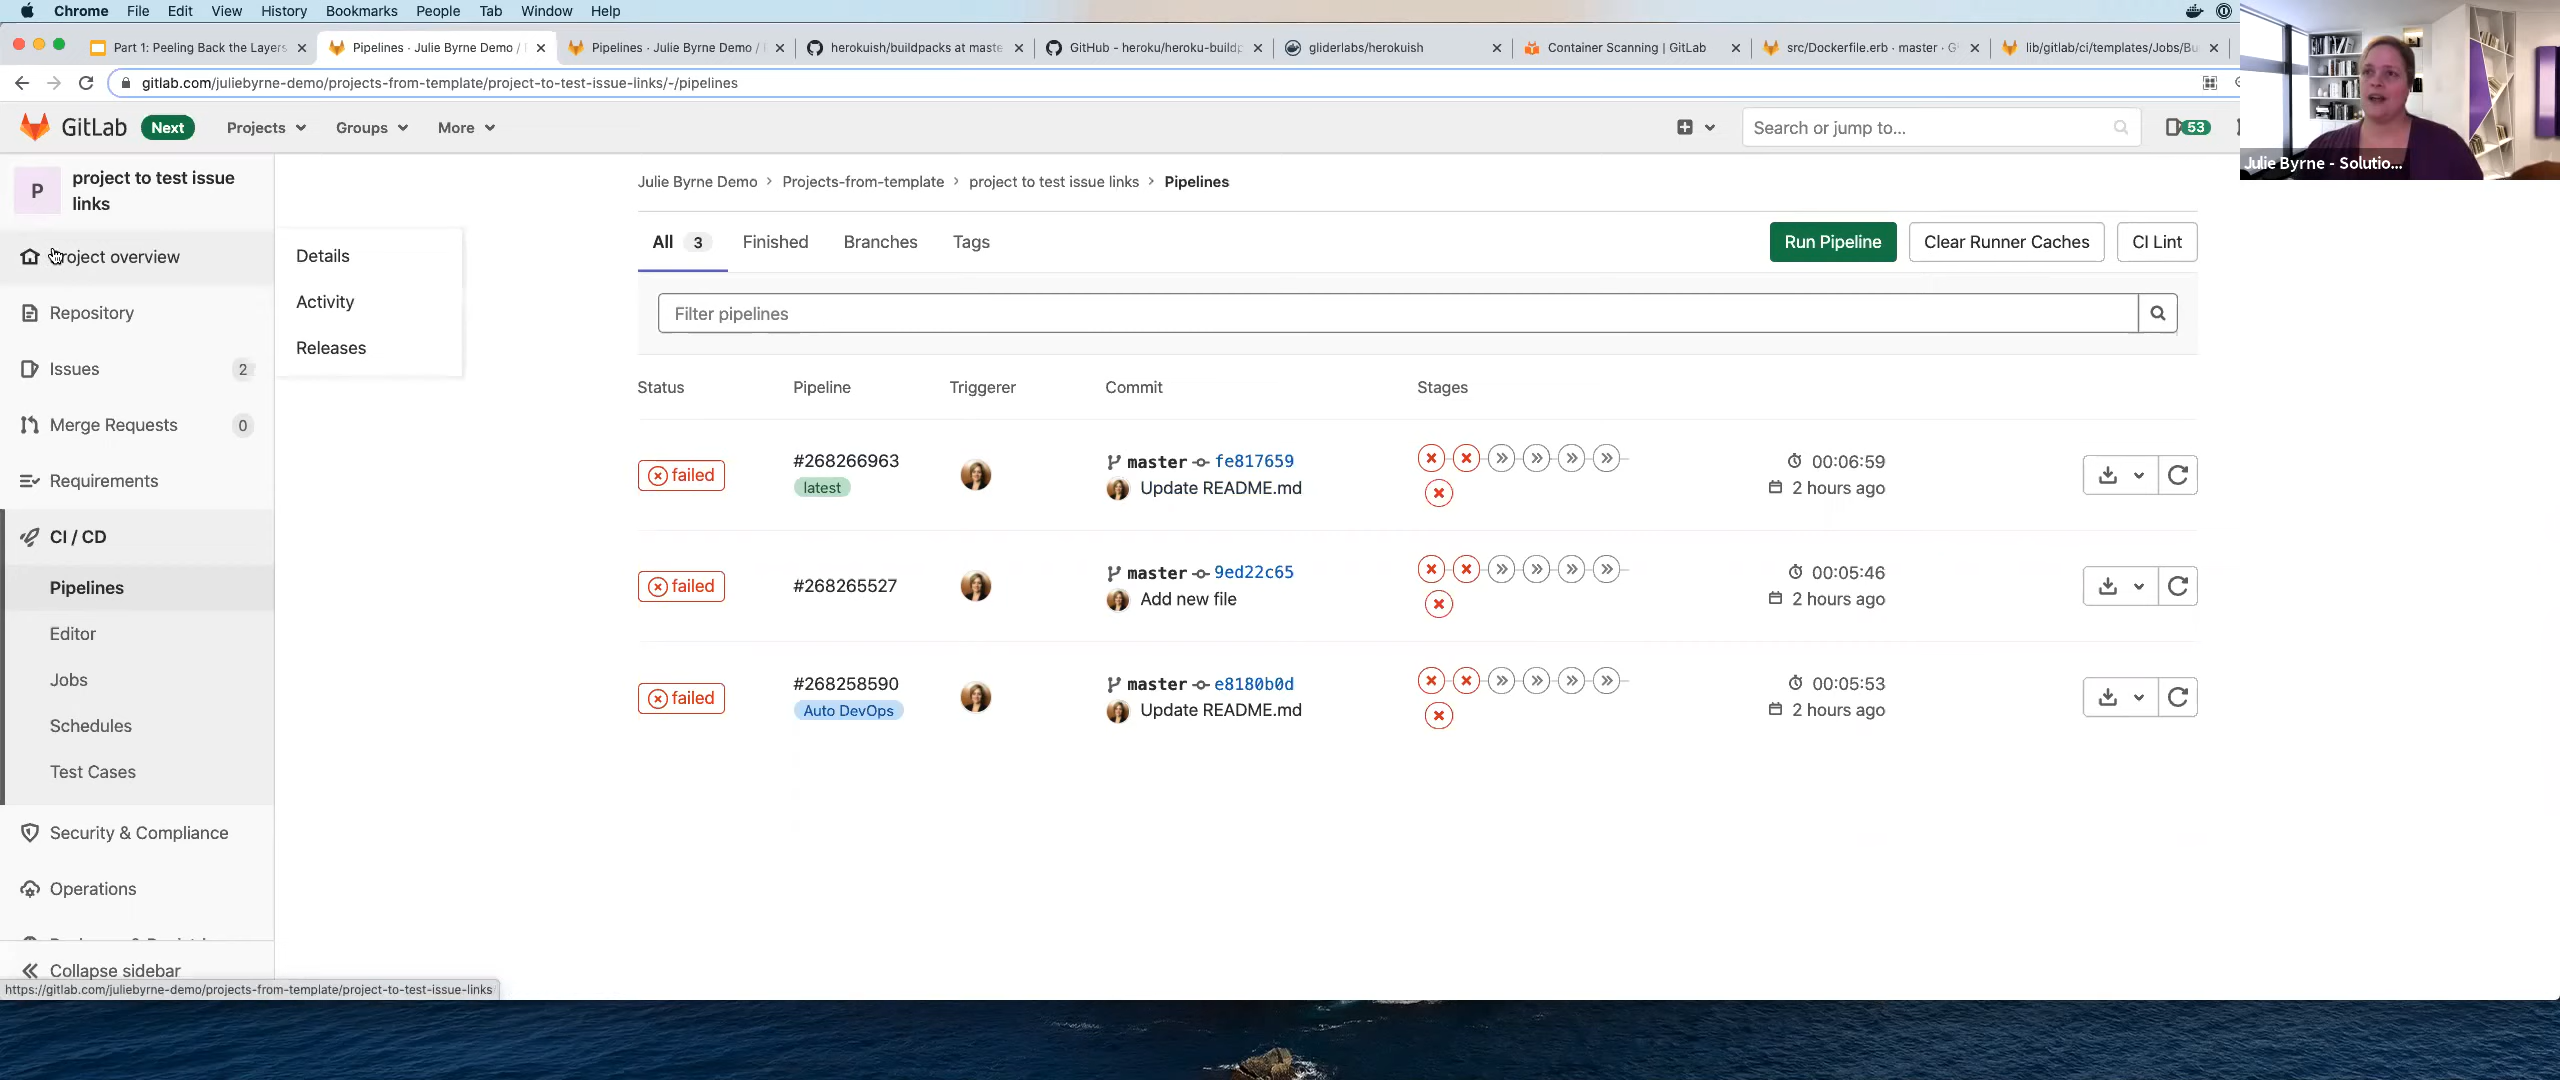 Chrome File Edit View History Bookmarks People Tab Window Help
Part 1: Peeling Back the Layers
Pipelines · Julie Byrne Demo /
Pipelines · Julie Byrne Demo /
herokuish/buildpacks at maste
GitHub - heroku/heroku-buildp
gliderlabs/herokuish
Container Scanning | GitLab
src/Dockerfile.erb · master · G
lib/gitlab/ci/templates/Jobs/Bu
gitlab.com/juliebyrne-demo/projects-from-template/project-to-test-issue-links/-/pipelines
GitLab Next Projects Groups More
Search or jump to...
53
Julie Byrne - Solutio...
P
project to test issue
links
Project overview
Details
Activity
Releases
Repository
Issues 2
Merge Requests 0
Requirements
CI / CD
Pipelines
Editor
Jobs
Schedules
Test Cases
Security & Compliance
Operations
Collapse sidebar
https://gitlab.com/juliebyrne-demo/projects-from-template/project-to-test-issue-links
Julie Byrne Demo › Projects-from-template › project to test issue links › Pipelines
All 3 Finished Branches Tags
Run Pipeline Clear Runner Caches CI Lint
Filter pipelines
Status Pipeline Triggerer Commit Stages
failed #268266963 master fe817659 00:06:59
latest Update README.md 2 hours ago
failed #268265527 master 9ed22c65 00:05:46
Add new file 2 hours ago
failed #268258590 master e8180b0d 00:05:53
Auto DevOps Update README.md 2 hours ago